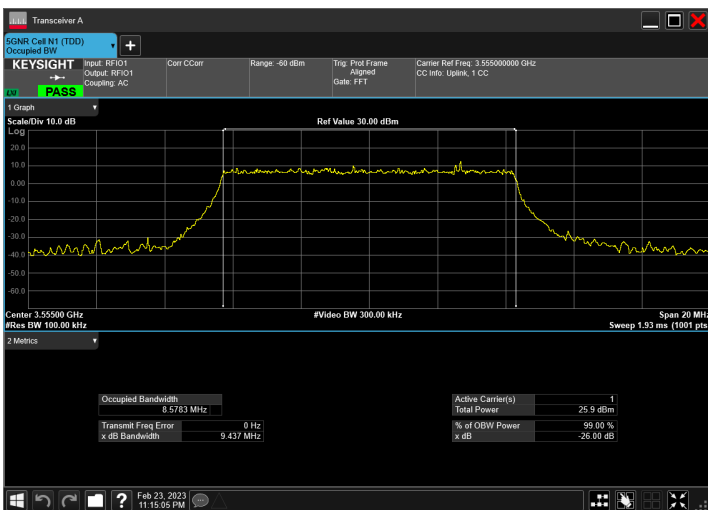 Transceiver A
5GNR Cell N1 (TDD)
Occupied BW
KEYSIGHT
LXI
PASS
Input: RFIO1
Output: RFIO1
Coupling: AC
Corr CCorr
Range: -60 dBm
Trig: Prot Frame
Aligned
Gate: FFT
Carrier Ref Freq: 3.555000000 GHz
CC Info: Uplink, 1 CC
1 Graph
Scale/Div 10.0 dB
Ref Value 30.00 dBm
Log
20.0
10.0
0.00
-10.0
-20.0
-30.0
-40.0
-50.0
-60.0
Center 3.55500 GHz
#Video BW 300.00 kHz
Span 20 MHz
#Res BW 100.00 kHz
Sweep 1.93 ms (1001 pts)
2 Metrics
Occupied Bandwidth
8.5783 MHz
Transmit Freq Error 0 Hz
x dB Bandwidth 9.437 MHz
Active Carrier(s) 1
Total Power 25.9 dBm
% of OBW Power 99.00 %
x dB -26.00 dB
Feb 23, 2023
11:15:05 PM